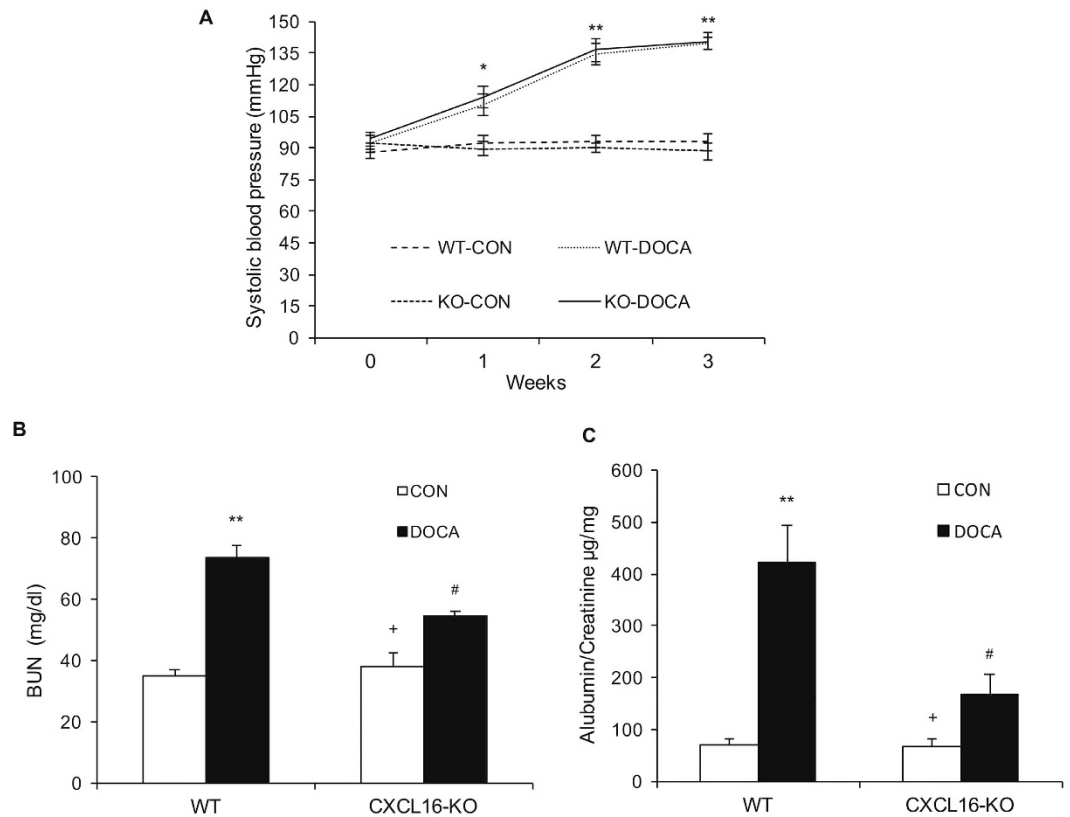 A
Systolic blood pressure (mmHg)
150
135
120
105
90
75
60
45
30
15
0
*
**
**
WT-CON
WT-DOCA
KO-CON
KO-DOCA
0 1 2 3
Weeks
B
BUN (mg/dl)
100
80
60
40
20
0
**
+
#
CON
DOCA
WT CXCL16-KO
C
Alubumin/Creatinine µg/mg
600
500
400
300
200
100
0
**
+
#
CON
DOCA
WT CXCL16-KO